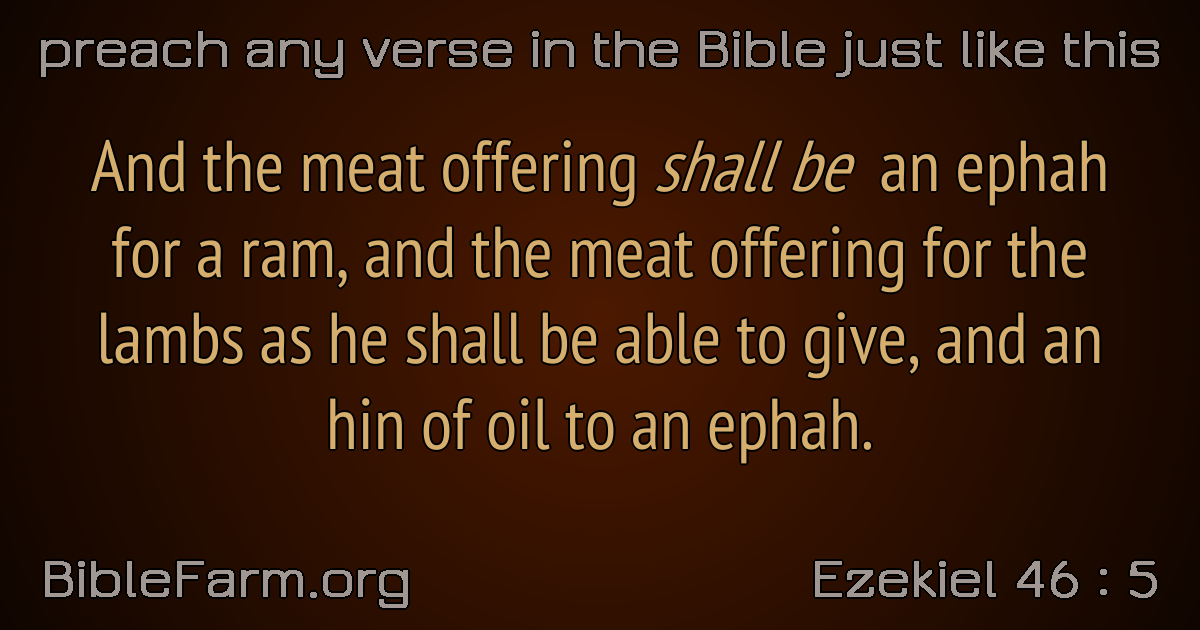 preach any verse in the Bible just like this
And the meat offering shall be an ephah
for a ram, and the meat offering for the
lambs as he shall be able to give, and an
hin of oil to an ephah.
BibleFarm.org
Ezekiel 46 : 5